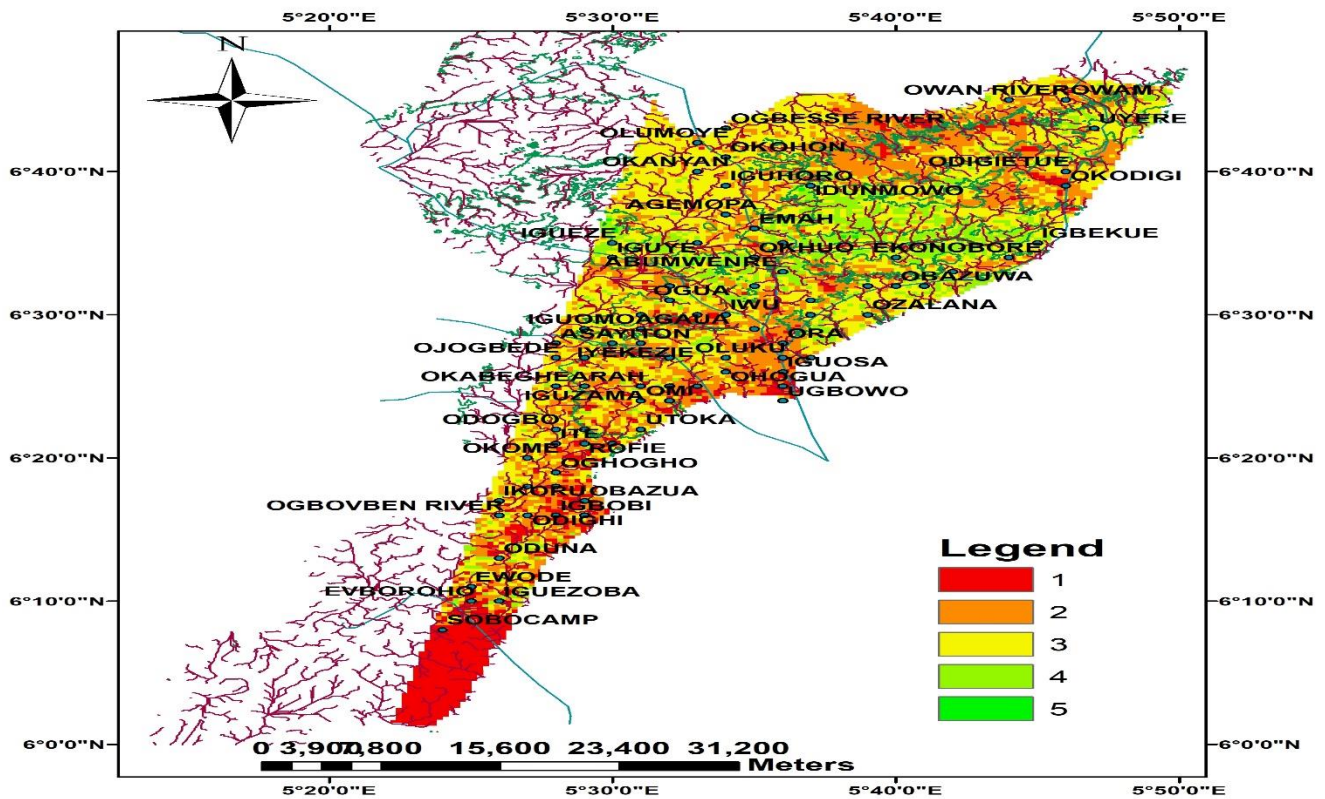 5°20'0"E 5°30'0"E 5°40'0"E 5°50'0"E
N
OWAN RIVEROWAM
OGBESSE RIVER UYERE
OLUMOYE OKOHON
OKANYAN ODIGIETUE
6°40'0"N IGUHORO OKODIGI 6°40'0"N
IDUNMOWO
AGEMOPA
EMAH
IGUEZE IGBEKUE
IGUYE OKHUO EKONOBORE
ABUMWENRE
OBAZUWA
OGUA
IWU OZALANA
6°30'0"N IGUOMOAGAUA 6°30'0"N
ASAYITON ORA
OJOGBEDE IYEKEZIE OLUKU
IGUOSA
OKABEGHEARAH OHOGUA
IGUZAMA OMI UGBOWO
ODOGBO UTOKA
ITE
OKOME ROFIE
6°20'0"N OGHOGHO 6°20'0"N
IKORUOBAZUA
OGBOVBEN RIVER IGBOBI
ODIGHI
ODUNA
EWODE
EVBOROHO IGUEZOBA
6°10'0"N 6°10'0"N
SOBOCAMP
Legend
1
2
3
4
5
6°0'0"N 6°0'0"N
0 3,900 7,800 15,600 23,400 31,200
Meters
5°20'0"E 5°30'0"E 5°40'0"E 5°50'0"E